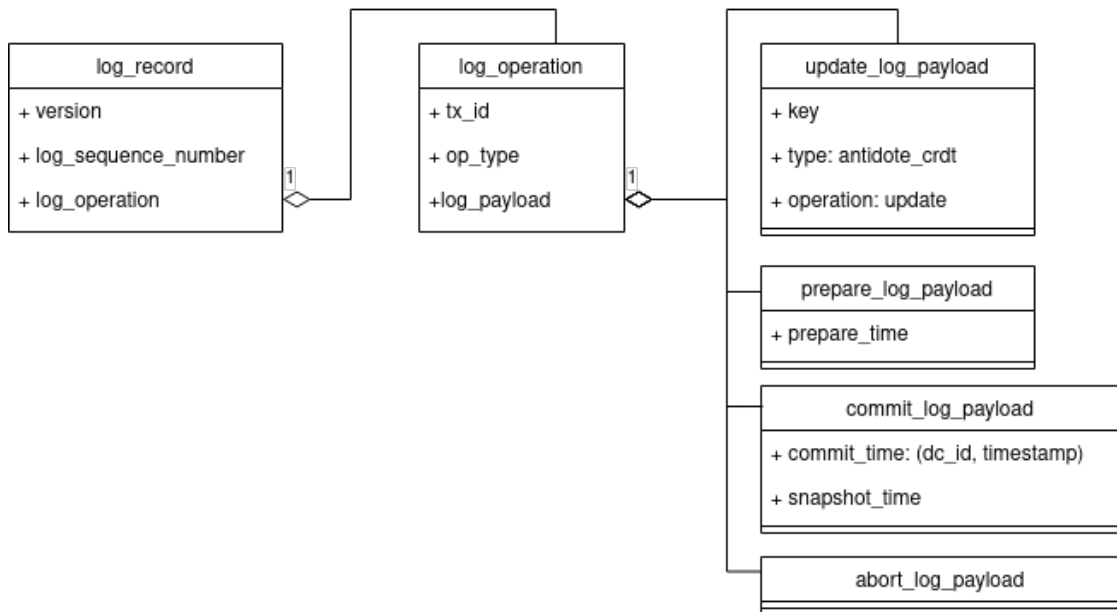 log_record
+ version
+ log_sequence_number
+ log_operation
1
log_operation
+ tx_id
+ op_type
+log_payload
1
update_log_payload
+ key
+ type: antidote_crdt
+ operation: update
prepare_log_payload
+ prepare_time
commit_log_payload
+ commit_time: (dc_id, timestamp)
+ snapshot_time
abort_log_payload